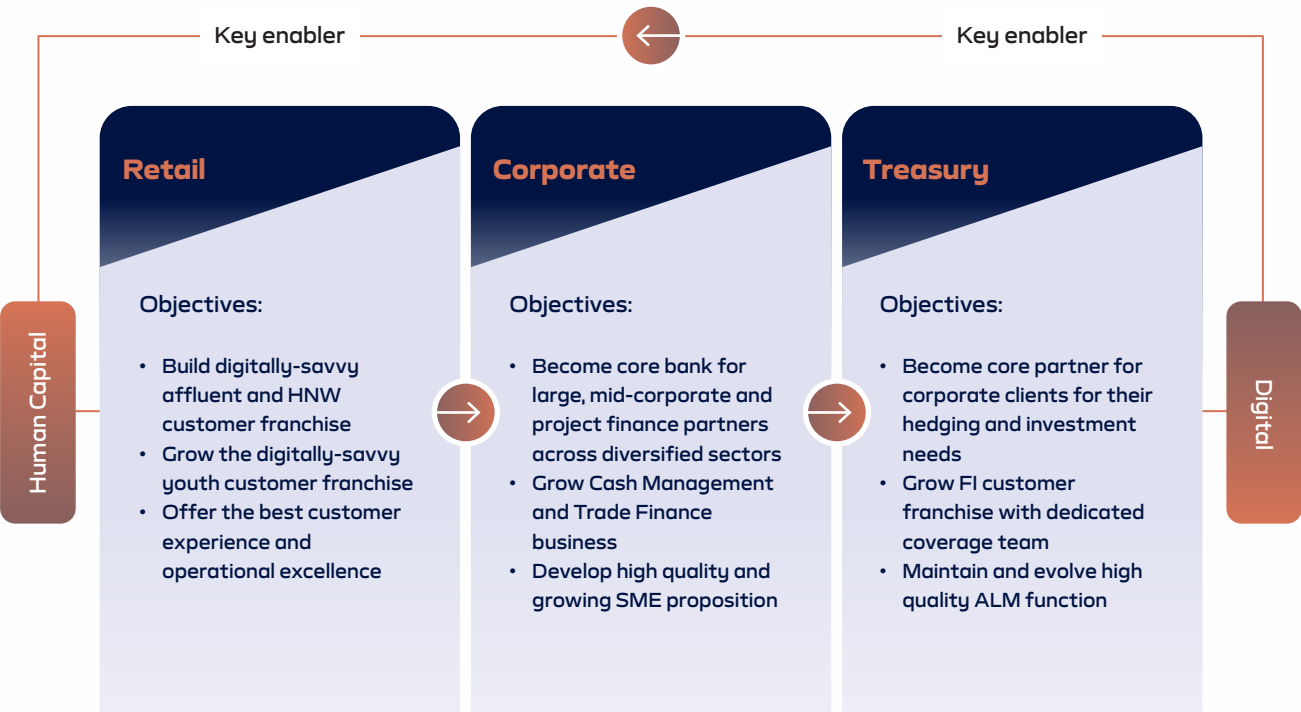 Key enabler
Key enabler
Human Capital
Retail
Objectives:
• Build digitally-savvy
affluent and HNW
customer franchise
• Grow the digitally-savvy
youth customer franchise
• Offer the best customer
experience and
operational excellence
Corporate
Objectives:
• Become core bank for
large, mid-corporate and
project finance partners
across diversified sectors
• Grow Cash Management
and Trade Finance
business
• Develop high quality and
growing SME proposition
Treasury
Objectives:
• Become core partner for
corporate clients for their
hedging and investment
needs
• Grow FI customer
franchise with dedicated
coverage team
• Maintain and evolve high
quality ALM function
Digital